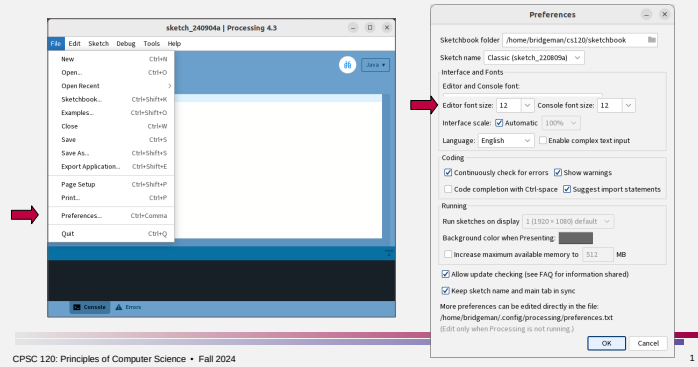 sketch_240904a | Processing 4.3
File Edit Sketch Debug Tools Help
New Ctrl+N
Open... Ctrl+O
Open Recent
Sketchbook... Ctrl+Shift+K
Examples... Ctrl+Shift+O
Close Ctrl+W
Save Ctrl+S
Save As... Ctrl+Shift+S
Export Application... Ctrl+Shift+E
Page Setup Ctrl+Shift+P
Print... Ctrl+P
Preferences... Ctrl+Comma
Quit Ctrl+Q
Java ▾
Console Errors
Preferences
Sketchbook folder /home/bridgeman/cs120/sketchbook
Sketch name Classic (sketch_220809a)
Interface and Fonts
Editor and Console font:
Editor font size: 12 Console font size: 12
Interface scale: Automatic 100%
Language: English Enable complex text input
Coding
Continuously check for errors Show warnings
Code completion with Ctrl-space Suggest import statements
Running
Run sketches on display 1 (1920 × 1080) default
Background color when Presenting:
Increase maximum available memory to 512 MB
Allow update checking (see FAQ for information shared)
Keep sketch name and main tab in sync
More preferences can be edited directly in the file:
/home/bridgeman/.config/processing/preferences.txt
(Edit only when Processing is not running.)
OK Cancel
CPSC 120: Principles of Computer Science • Fall 2024 1